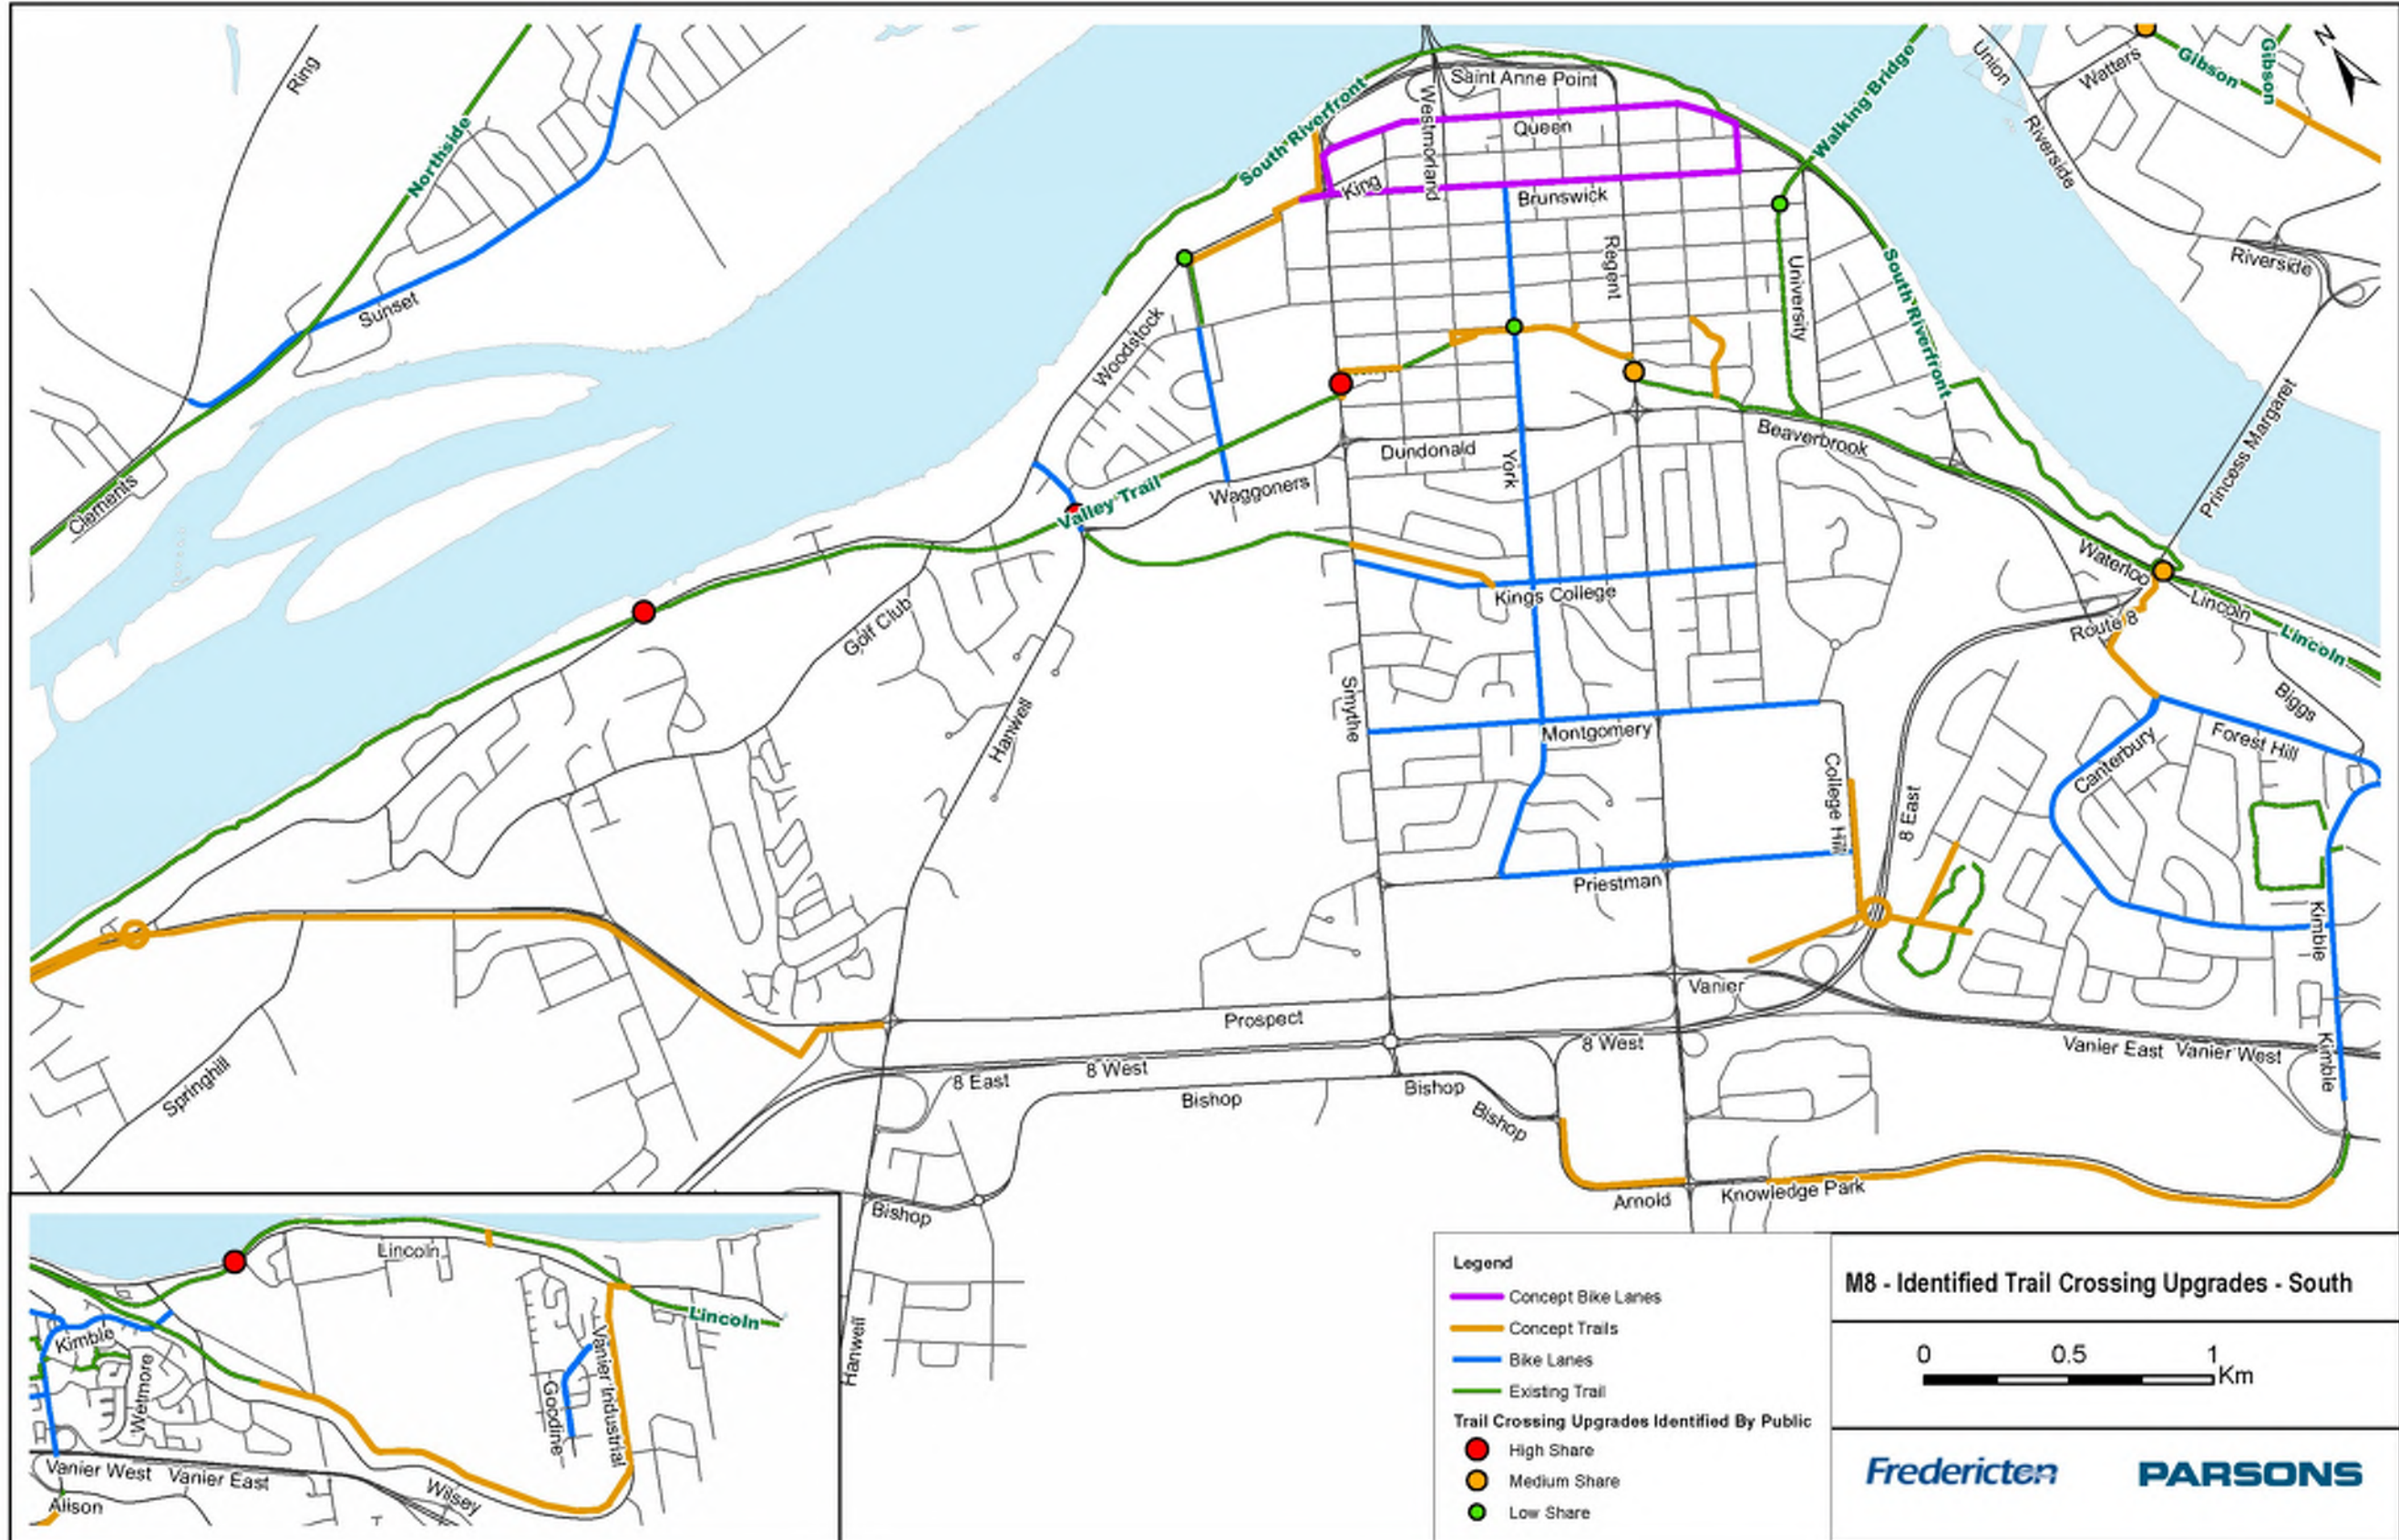 Ring
Northside
Sunset
Clements
South Riverfront
Saint Anne Point
Westmorland
Queen
King
Brunswick
Regent
University
Walking Bridge
South Riverfront
Union
Watters
Gibson
Gibson
N
Riverside
Riverside
Princess Margaret
Woodstock
Valley Trail
Waggoners
Dundonald
York
Beaverbrook
Kings College
Waterloo
Lincoln
Lincoln
Route 8
Biggs
Golf Club
Hanwell
Smythe
Montgomery
College Hill
8 East
Canterbury
Forest Hill
Priestman
Kimble
Kimble
Vanier
Prospect
8 West
Vanier East
Vanier West
8 East
8 West
Bishop
Bishop
Bishop
Springhill
Arnold
Knowledge Park
Bishop
Hanwell
Lincoln
Lincoln
Kimble
Wetmore
Goodine
Vanier Industrial
Vanier West
Vanier East
Wilsey
Alison
Legend
Concept Bike Lanes
Concept Trails
Bike Lanes
Existing Trail
Trail Crossing Upgrades Identified By Public
High Share
Medium Share
Low Share
M8 - Identified Trail Crossing Upgrades - South
0 0.5 1
Km
Fredericton
PARSONS